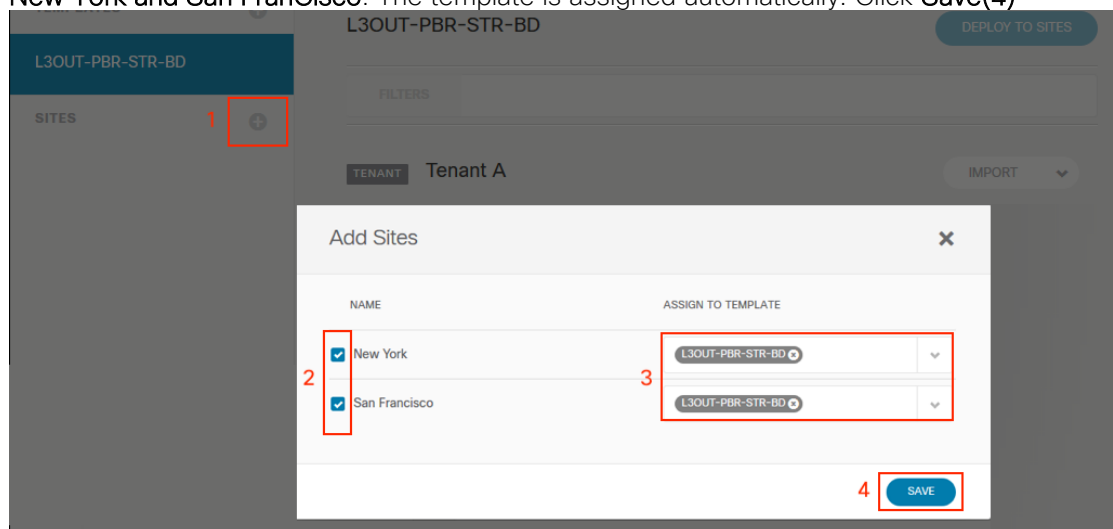 New York and San Francisco. The template is assigned automatically. Click Save(4)
L3OUT-PBR-STR-BD
DEPLOY TO SITES
L3OUT-PBR-STR-BD
FILTERS
SITES 1
TENANT Tenant A
IMPORT
Add Sites
NAME ASSIGN TO TEMPLATE
New York L3OUT-PBR-STR-BD
2 3
San Francisco L3OUT-PBR-STR-BD
4 SAVE